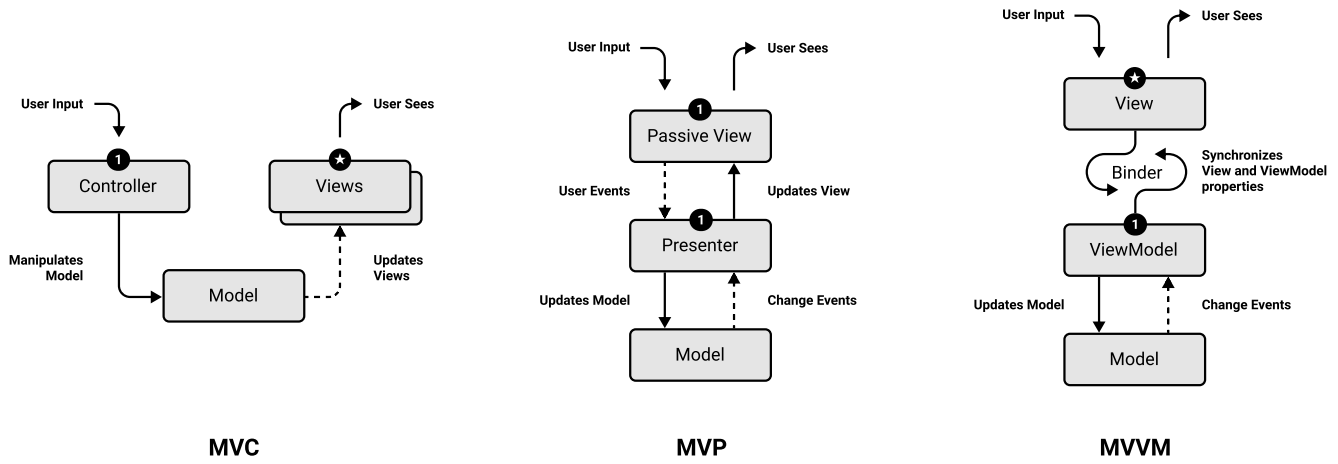 User Input
User Sees
1
Controller
Views
Manipulates
Model
Updates
Views
Model
MVC
User Input
User Sees
1
Passive View
User Events
Updates View
1
Presenter
Updates Model
Change Events
Model
MVP
User Input
User Sees
View
Binder
Synchronizes
View and ViewModel
properties
1
ViewModel
Updates Model
Change Events
Model
MVVM